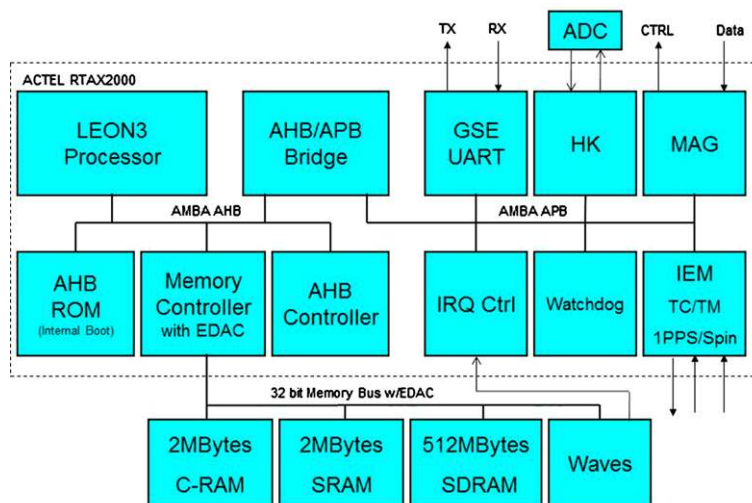 TX
RX
ADC
CTRL
Data
ACTEL RTAX2000
LEON3
Processor
AHB/APB
Bridge
GSE
UART
HK
MAG
AMBA AHB
AMBA APB
AHB
ROM
(Internal Boot)
Memory
Controller
with EDAC
AHB
Controller
IRQ Ctrl
Watchdog
IEM
TC/TM
1PPS/Spin
32 bit Memory Bus w/EDAC
2MBytes
C-RAM
2MBytes
SRAM
512MBytes
SDRAM
Waves